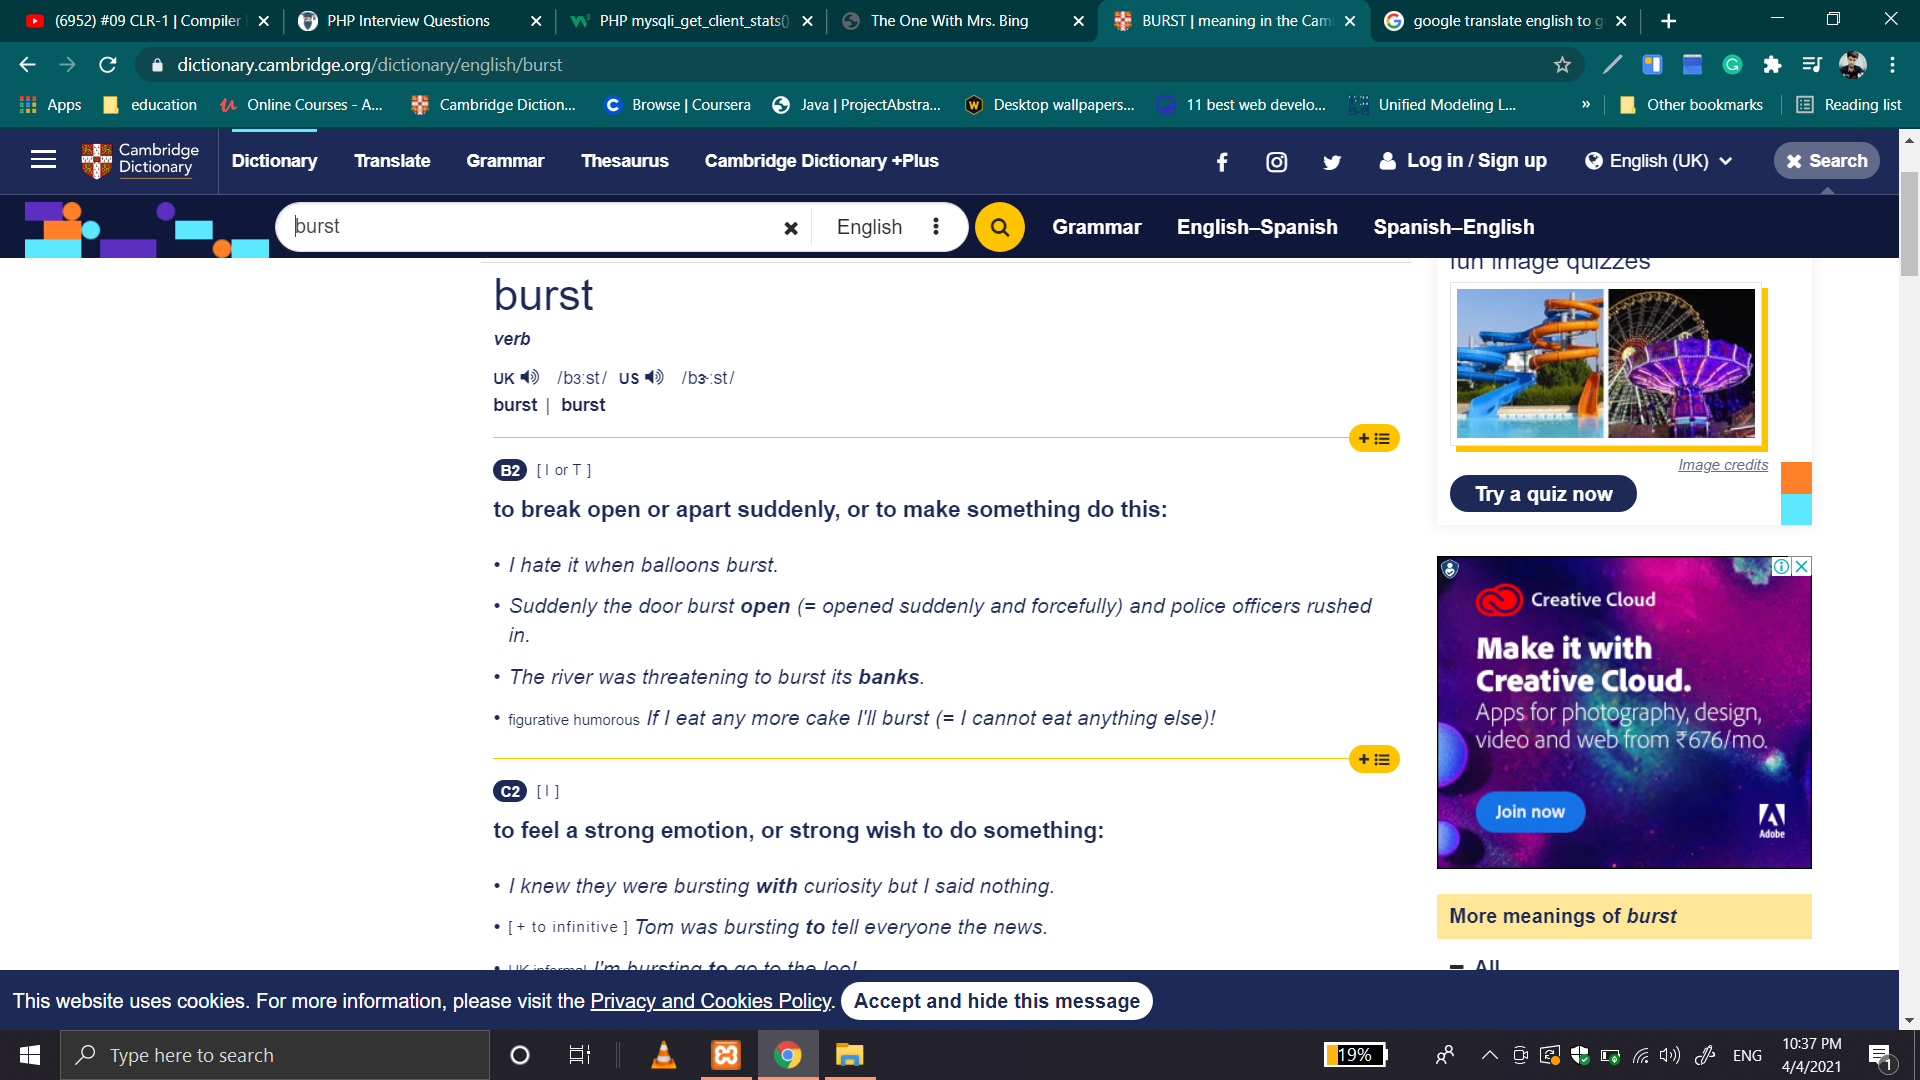 (6952) #09 CLR-1 | Compiler
PHP Interview Questions
PHP mysqli_get_client_stats()
The One With Mrs. Bing
BURST | meaning in the Cam
google translate english to g
dictionary.cambridge.org/dictionary/english/burst
Apps
education
Online Courses - A...
Cambridge Diction...
Browse | Coursera
Java | ProjectAbstra...
Desktop wallpapers...
11 best web develo...
Unified Modeling L...
»
Other bookmarks
Reading list
Cambridge Dictionary
Dictionary
Translate
Grammar
Thesaurus
Cambridge Dictionary +Plus
Log in / Sign up
English (UK)
Search
burst
English
Grammar
English–Spanish
Spanish–English
burst
verb
UK /bɜːst/ US /bɝːst/
burst | burst
B2 [ I or T ]
to break open or apart suddenly, or to make something do this:
• I hate it when balloons burst.
• Suddenly the door burst open (= opened suddenly and forcefully) and police officers rushed
in.
• The river was threatening to burst its banks.
• figurative humorous If I eat any more cake I'll burst (= I cannot eat anything else)!
C2 [ I ]
to feel a strong emotion, or strong wish to do something:
• I knew they were bursting with curiosity but I said nothing.
• [ + to infinitive ] Tom was bursting to tell everyone the news.
• UK informal I'm bursting to go to the loo!
fun image quizzes
Image credits
Try a quiz now
Creative Cloud
Make it with
Creative Cloud.
Apps for photography, design,
video and web from ₹676/mo.
Join now
Adobe
More meanings of burst
All
This website uses cookies. For more information, please visit the Privacy and Cookies Policy.
Accept and hide this message
Type here to search
19%
ENG
10:37 PM
4/4/2021
1